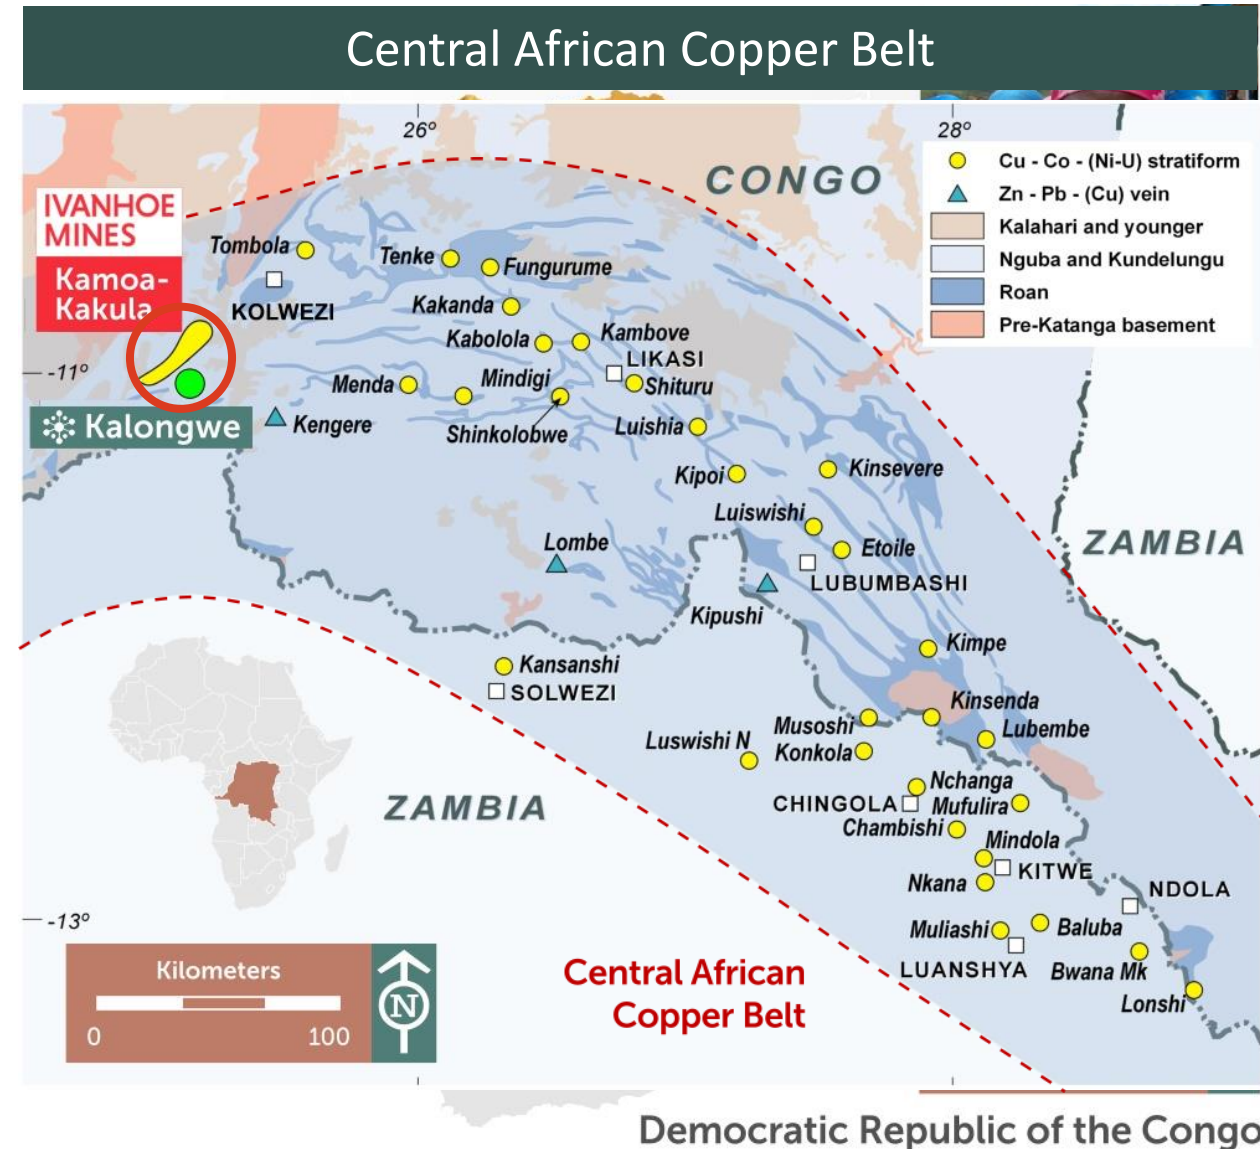 Central African Copper Belt
26º
28º
CONGO
Cu - Co - (Ni-U) stratiform
Zn - Pb - (Cu) vein
Kalahari and younger
Nguba and Kundelungu
Roan
Pre-Katanga basement
IVANHOE
MINES
Kamoa-
Kakula
Tombola
Tenke
Fungurume
KOLWEZI
Kakanda
Kabolola
Kambove
LIKASI
-11º
Menda
Mindigi
Shituru
Kalongwe
Kengere
Shinkolobwe
Luishia
Kipoi
Kinsevere
Luiswishi
Lombe
Etoile
ZAMBIA
LUBUMBASHI
Kipushi
Kimpe
Kansanshi
SOLWEZI
Kinsenda
Musoshi
Lubembe
Luswishi N
Konkola
Nchanga
CHINGOLA
Mufulira
ZAMBIA
Chambishi
Mindola
KITWE
Nkana
NDOLA
-13º
Muliashi
Baluba
LUANSHYA
Bwana Mk
Lonshi
Kilometers
0
100
N
Central African
Copper Belt
Democratic Republic of the Congo